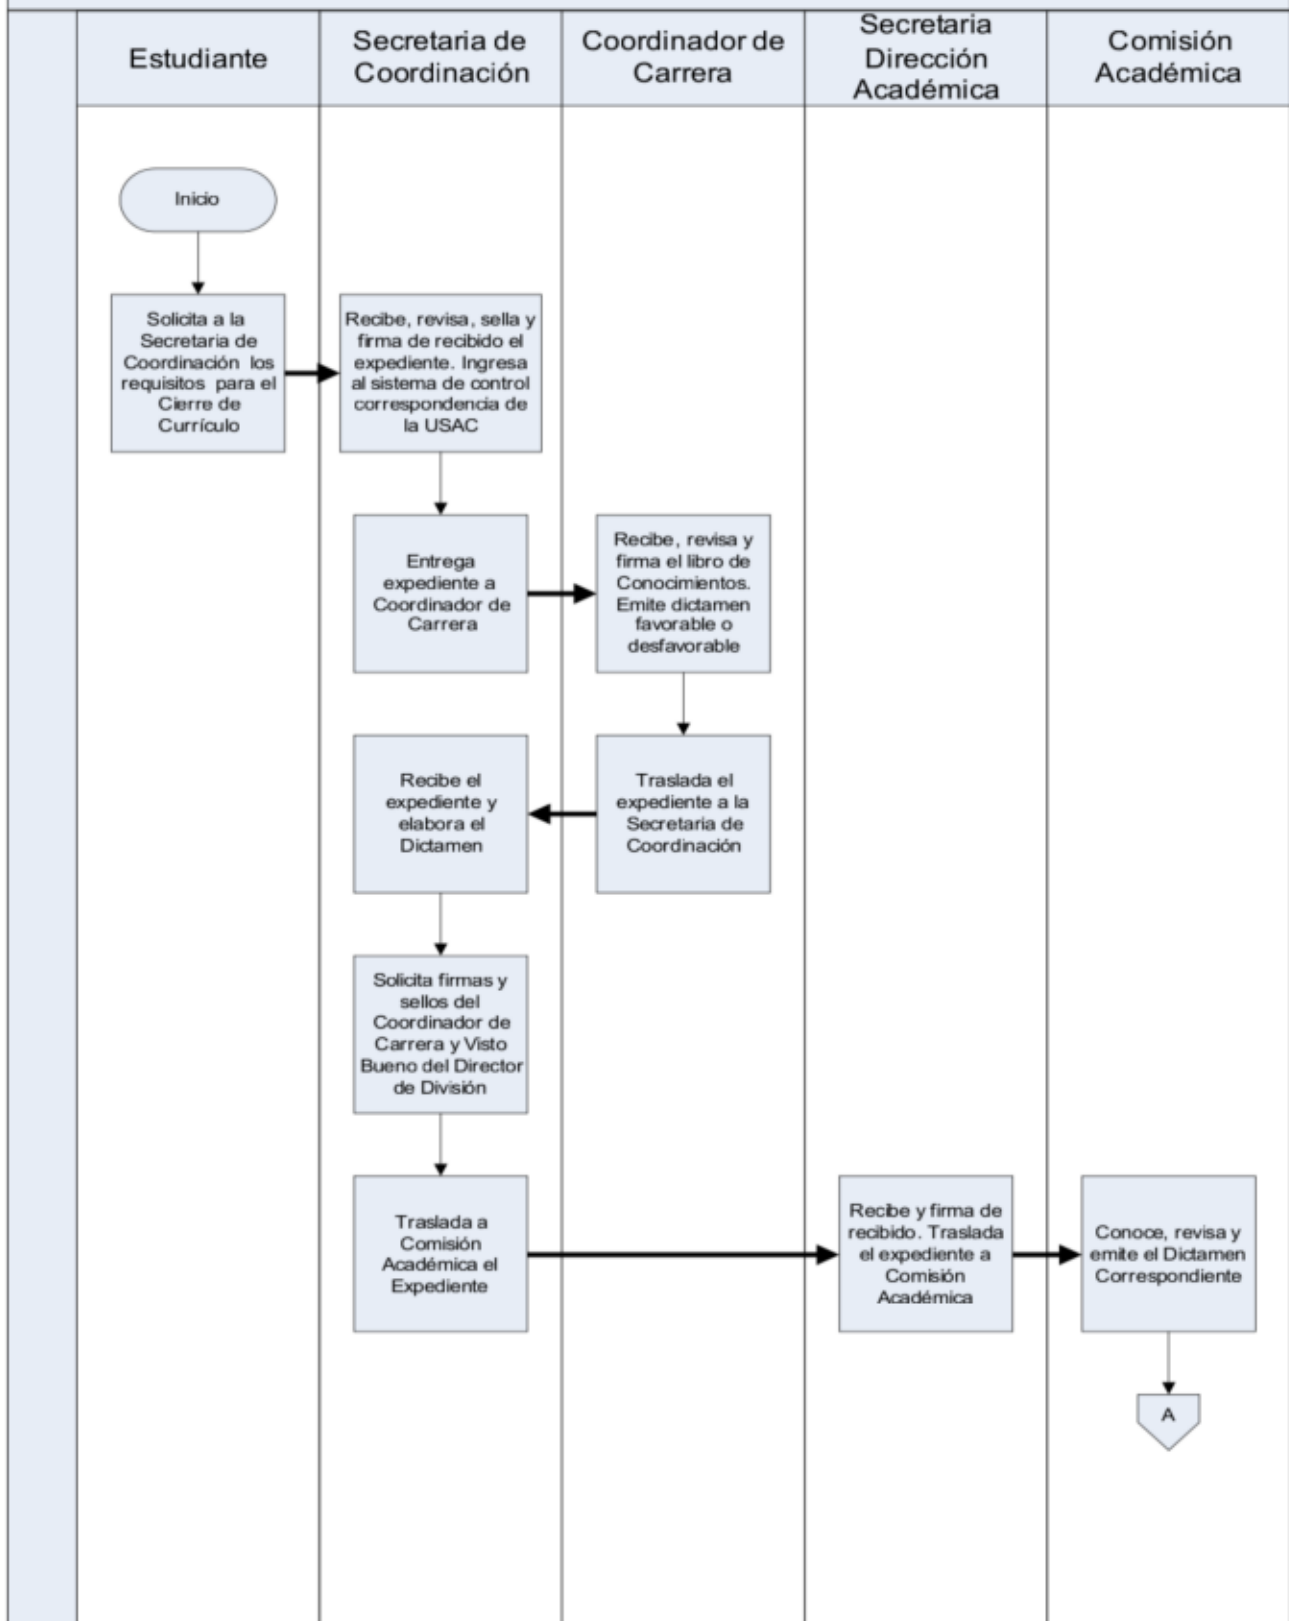 Estudiante
Secretaria de
Coordinación
Coordinador de
Carrera
Secretaria
Dirección
Académica
Comisión
Académica
Inicio
Solicita a la
Secretaria de
Coordinación los
requisitos para el
Cierre de
Currículo
Recibe, revisa, sella y
firma de recibido el
expediente. Ingresa
al sistema de control
correspondencia de
la USAC
Entrega
expediente a
Coordinador de
Carrera
Recibe, revisa y
firma el libro de
Conocimientos.
Emite dictamen
favorable o
desfavorable
Traslada el
expediente a la
Secretaria de
Coordinación
Recibe el
expediente y
elabora el
Dictamen
Solicita firmas y
sellos del
Coordinador de
Carrera y Visto
Bueno del Director
de División
Traslada a
Comisión
Académica el
Expediente
Recibe y firma de
recibido. Traslada
el expediente a
Comisión
Académica
Conoce, revisa y
emite el Dictamen
Correspondiente
A